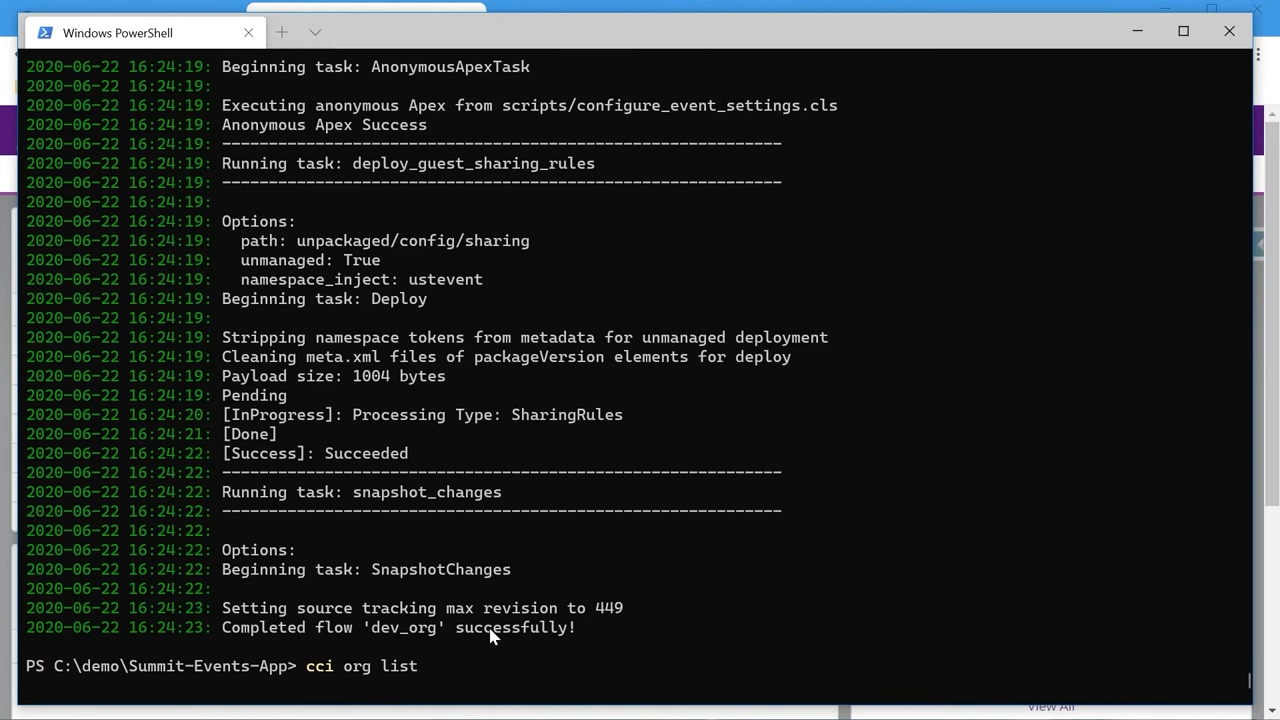 Windows PowerShell
2020-06-22 16:24:19: Beginning task: AnonymousApexTask
2020-06-22 16:24:19:
2020-06-22 16:24:19: Executing anonymous Apex from scripts/configure_event_settings.cls
2020-06-22 16:24:19: Anonymous Apex Success
2020-06-22 16:24:19: ------------------------------------------------------------
2020-06-22 16:24:19: Running task: deploy_guest_sharing_rules
2020-06-22 16:24:19: ------------------------------------------------------------
2020-06-22 16:24:19:
2020-06-22 16:24:19: Options:
2020-06-22 16:24:19:   path: unpackaged/config/sharing
2020-06-22 16:24:19:   unmanaged: True
2020-06-22 16:24:19:   namespace_inject: ustevent
2020-06-22 16:24:19: Beginning task: Deploy
2020-06-22 16:24:19:
2020-06-22 16:24:19: Stripping namespace tokens from metadata for unmanaged deployment
2020-06-22 16:24:19: Cleaning meta.xml files of packageVersion elements for deploy
2020-06-22 16:24:19: Payload size: 1004 bytes
2020-06-22 16:24:19: Pending
2020-06-22 16:24:20: [InProgress]: Processing Type: SharingRules
2020-06-22 16:24:21: [Done]
2020-06-22 16:24:22: [Success]: Succeeded
2020-06-22 16:24:22: ------------------------------------------------------------
2020-06-22 16:24:22: Running task: snapshot_changes
2020-06-22 16:24:22: ------------------------------------------------------------
2020-06-22 16:24:22:
2020-06-22 16:24:22: Options:
2020-06-22 16:24:22: Beginning task: SnapshotChanges
2020-06-22 16:24:22:
2020-06-22 16:24:23: Setting source tracking max revision to 449
2020-06-22 16:24:23: Completed flow 'dev_org' successfully!
PS C:\demo\Summit-Events-App> cci org list
View All